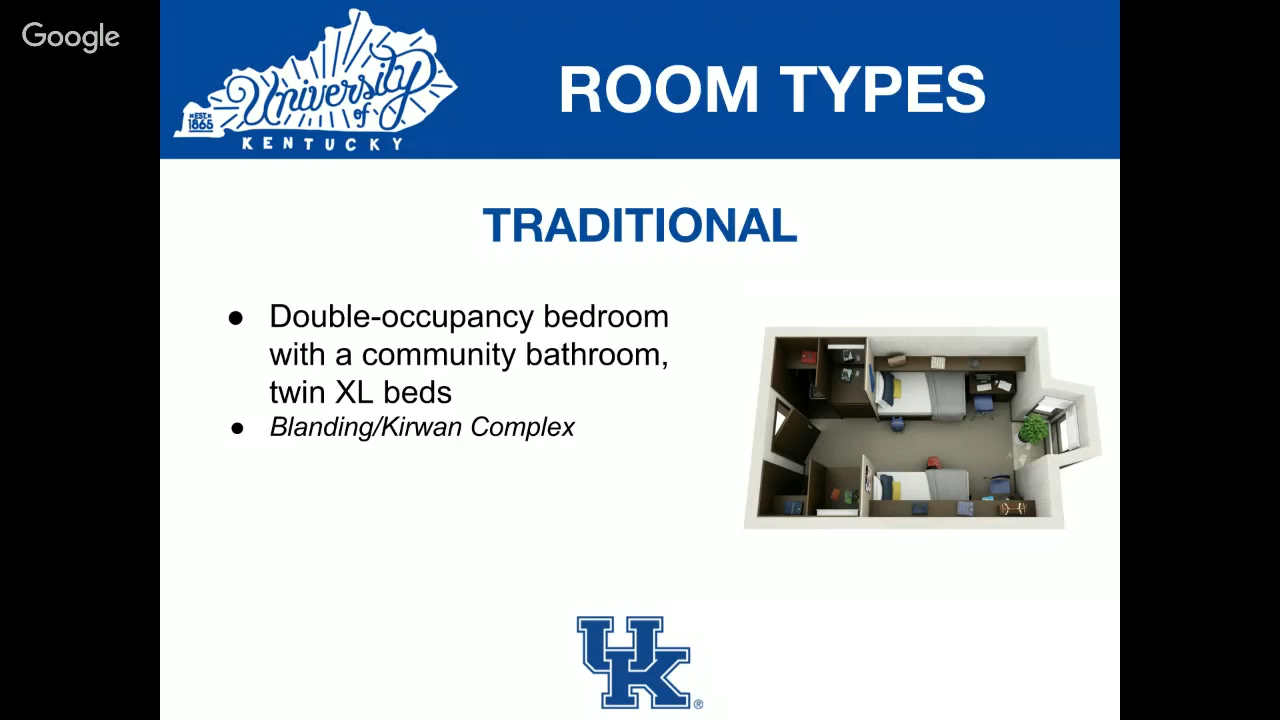 Google
University
of
KENTUCKY
EST.
1865
ROOM TYPES
TRADITIONAL
● Double-occupancy bedroom
with a community bathroom,
twin XL beds
● Blanding/Kirwan Complex
UK®